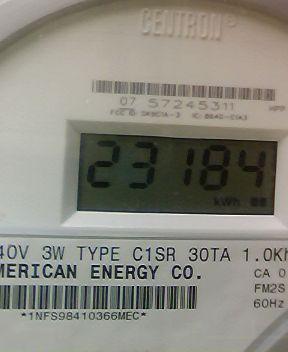 CENTRON®
07 57245311
23184
kWh
40V 3W TYPE C1SR 30TA 1.0Kh
MERICAN ENERGY CO.
CA 0
FM2S
60Hz
*1NFS98410366MEC*